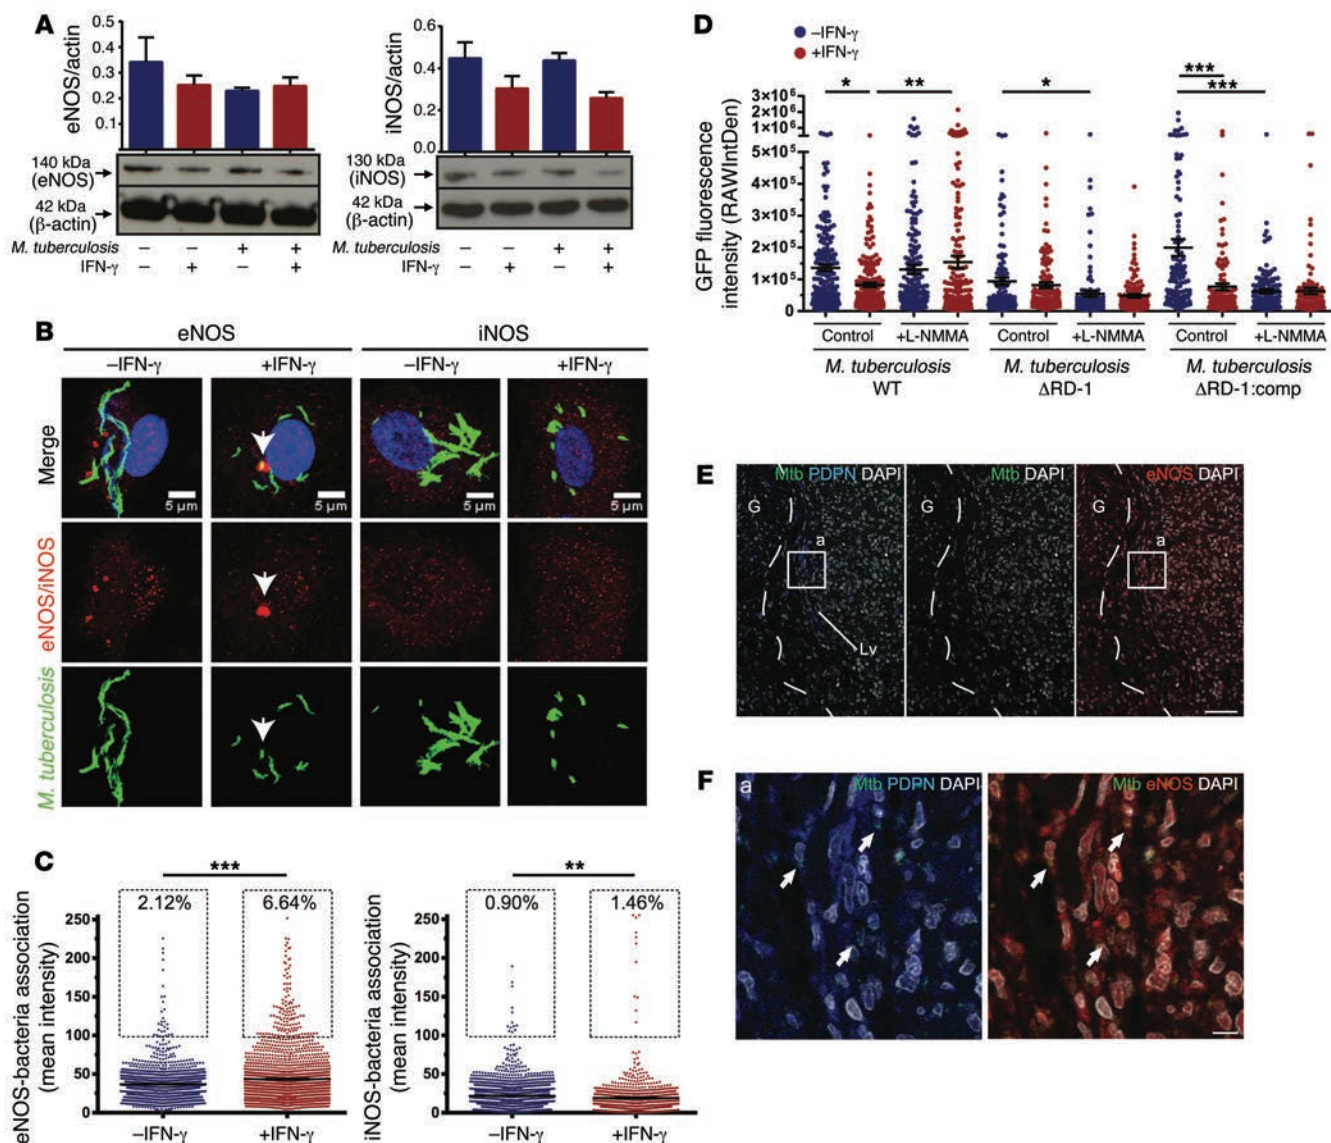 A
eNOS/actin
0.5
0.4
0.3
0.2
0.1
140 kDa
(eNOS)
42 kDa
(β-actin)
M. tuberculosis – – + +
IFN-γ – + – +
iNOS/actin
0.6
0.4
0.2
0.0
130 kDa
(iNOS)
42 kDa
(β-actin)
M. tuberculosis – – + +
IFN-γ – + – +
B
eNOS iNOS
–IFN-γ +IFN-γ –IFN-γ +IFN-γ
Merge
5 µm 5 µm 5 µm 5 µm
eNOS/iNOS
M. tuberculosis
C
eNOS-bacteria association
(mean intensity)
***
2.12% 6.64%
250
200
150
100
50
0
–IFN-γ +IFN-γ
iNOS-bacteria association
(mean intensity)
**
0.90% 1.46%
250
200
150
100
50
0
–IFN-γ +IFN-γ
D
–IFN-γ
+IFN-γ
GFP fluorescence
intensity (RAWIntDen)
* ** * *** ***
3×10⁶
2×10⁶
1×10⁶
5×10⁵
4×10⁵
3×10⁵
2×10⁵
1×10⁵
0
Control +L-NMMA Control +L-NMMA Control +L-NMMA
M. tuberculosis M. tuberculosis M. tuberculosis
WT ΔRD-1 ΔRD-1:comp
E
Mtb PDPN DAPI
G
a
Lv
Mtb DAPI
G
eNOS DAPI
G
a
F
a
Mtb PDPN DAPI
Mtb eNOS DAPI